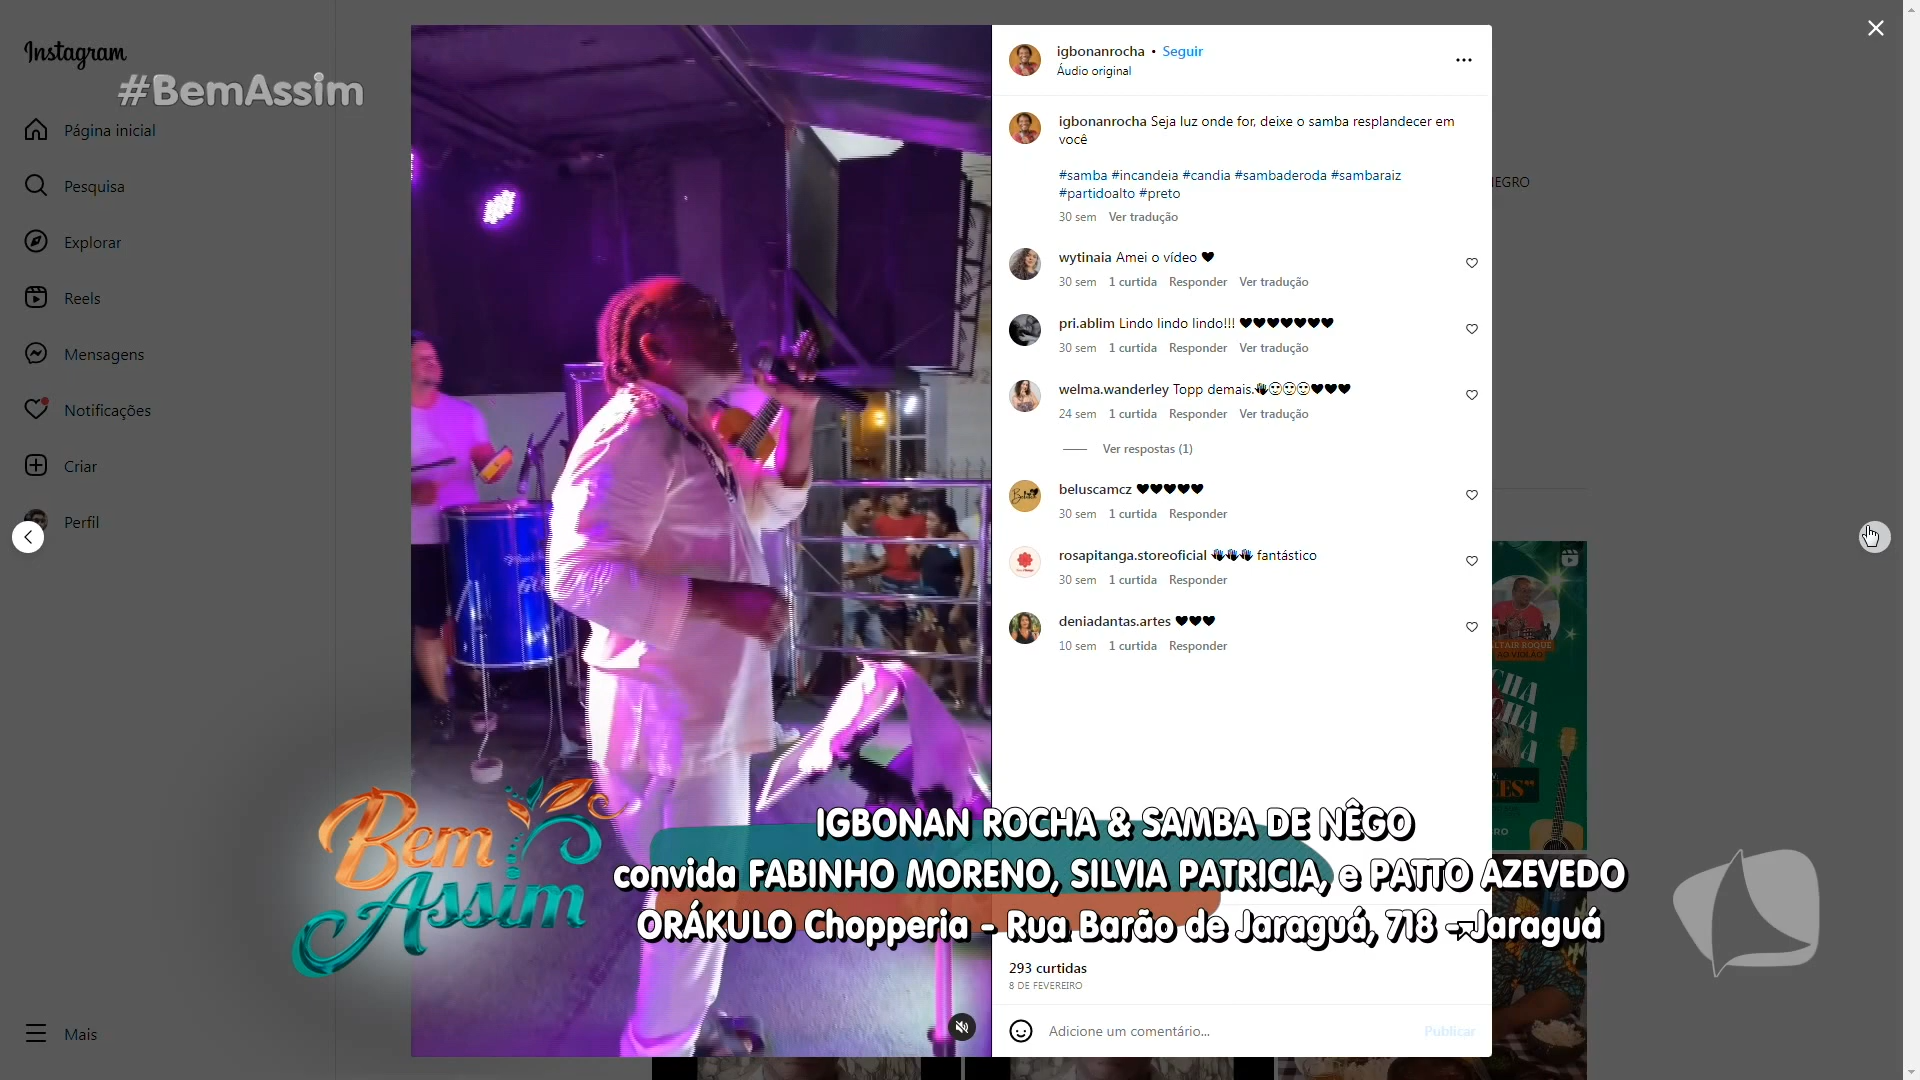 Instagram
#BemAssim
Página inicial
Pesquisa
Explorar
Reels
Mensagens
Notificações
Criar
Perfil
Mais
igbonanrocha • Seguir
Áudio original
igbonanrocha Seja luz onde for, deixe o samba resplandecer em
você
#samba #incandeia #candia #sambaderoda #sambaraiz
#partidoalto #preto
30 sem Ver tradução
wytinaia Amei o vídeo 🖤
30 sem 1 curtida Responder Ver tradução
pri.ablim Lindo lindo lindo!!! 🖤🖤🖤🖤🖤🖤🖤
30 sem 1 curtida Responder Ver tradução
welma.wanderley Topp demais.👏😍😍😍🖤🖤🖤
24 sem 1 curtida Responder Ver tradução
Ver respostas (1)
beluscamcz 🖤🖤🖤🖤🖤
30 sem 1 curtida Responder
rosapitanga.storeoficial 👏👏👏 fantástico
30 sem 1 curtida Responder
deniadantas.artes 🖤🖤🖤
10 sem 1 curtida Responder
ALTAIR ROQUE
AO VIOLÃO
Bem
Assim
IGBONAN ROCHA & SAMBA DE NÊGO
convida FABINHO MORENO, SILVIA PATRICIA, e PATTO AZEVEDO
ORÁKULO Chopperia - Rua Barão de Jaraguá, 718 - Jaraguá
293 curtidas
8 DE FEVEREIRO
Adicione um comentário...
Publicar